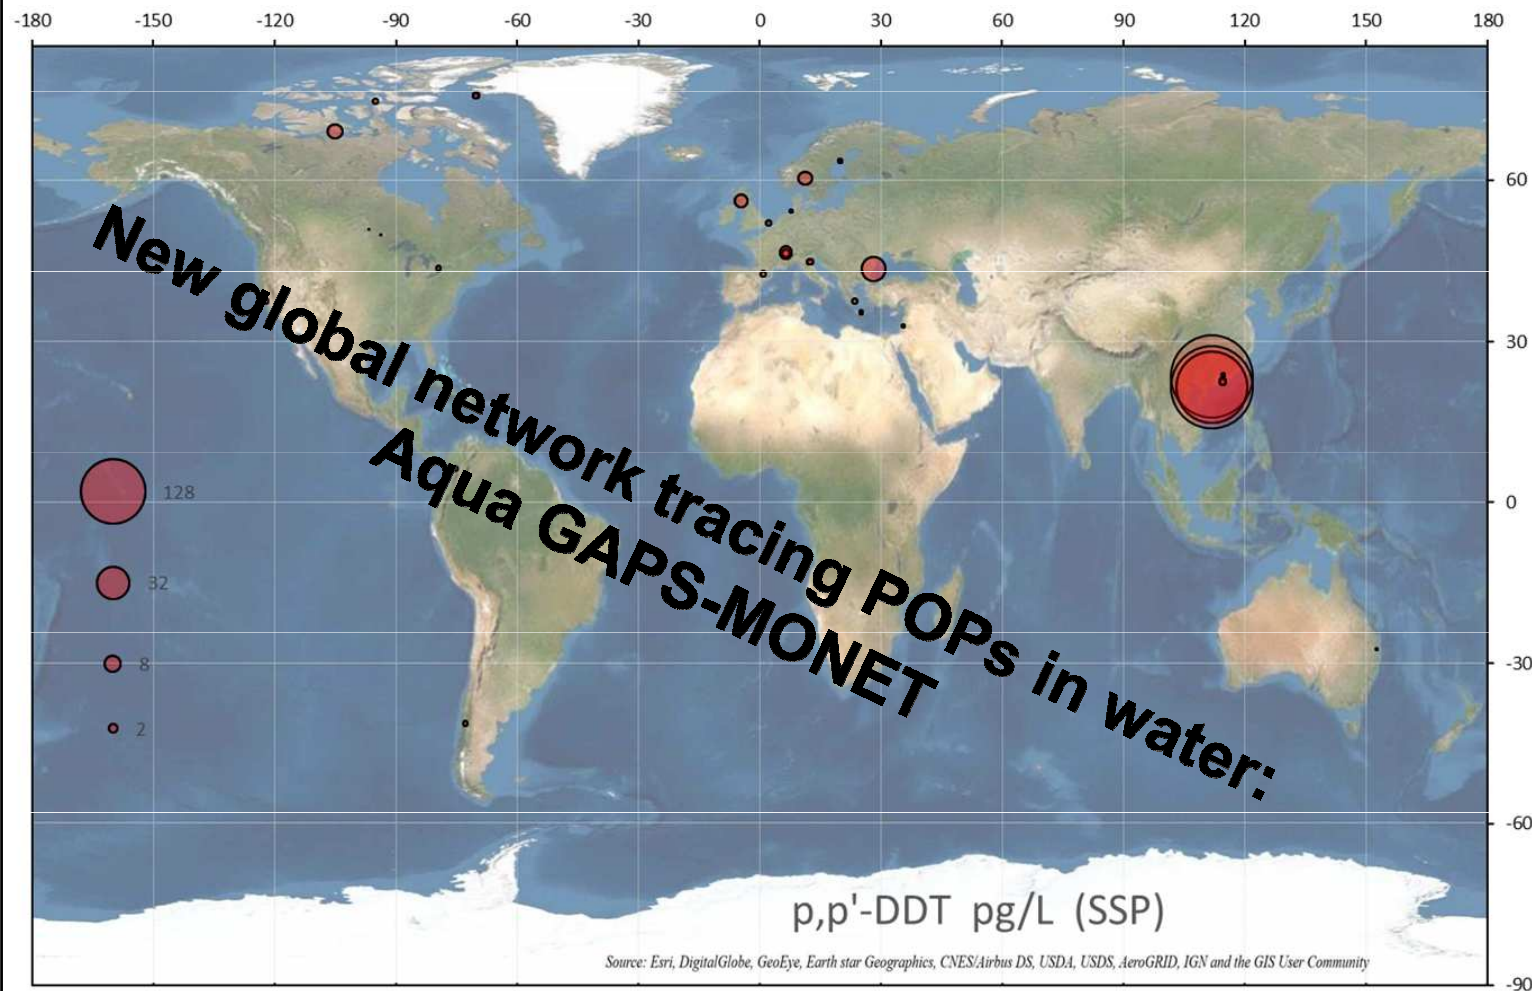 -180 -150 -120 -90 -60 -30 0 30 60 90 120 150 180
60
30
0
-30
-60
-90
128
32
8
2
New global network tracing POPs in water:
Aqua GAPS-MONET
p,p'-DDT pg/L (SSP)
Source: Esri, DigitalGlobe, GeoEye, Earth star Geographics, CNES/Airbus DS, USDA, USDS, AeroGRID, IGN and the GIS User Community